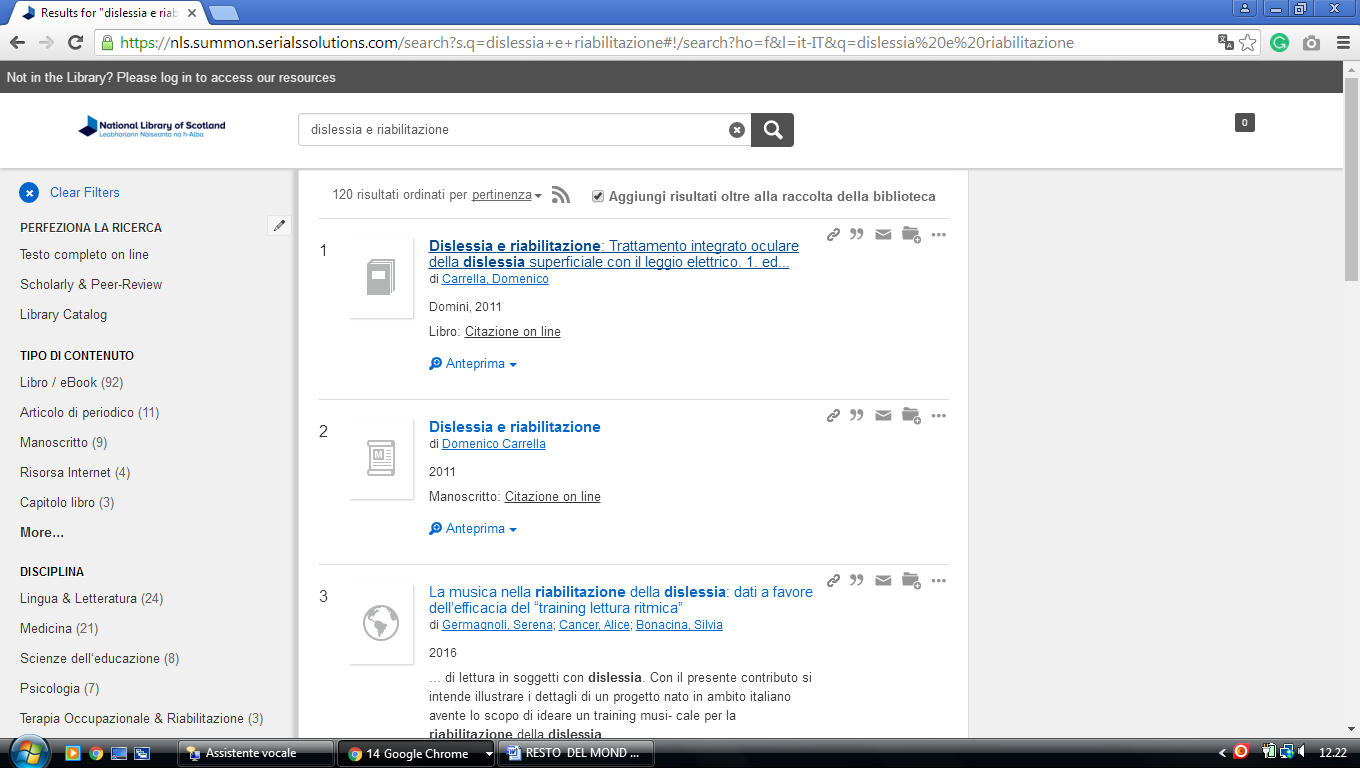 Results for "dislessia e riab
https://nls.summon.serialssolutions.com/search?s.q=dislessia+e+riabilitazione#!/search?ho=f&l=it-IT&q=dislessia%20e%20riabilitazione
Not in the Library? Please log in to access our resources
National Library of Scotland
Leabharlann Nàiseanta na h-Alba
dislessia e riabilitazione
0
Clear Filters
PERFEZIONA LA RICERCA
Testo completo on line
Scholarly & Peer-Review
Library Catalog
TIPO DI CONTENUTO
Libro / eBook (92)
Articolo di periodico (11)
Manoscritto (9)
Risorsa Internet (4)
Capitolo libro (3)
More...
DISCIPLINA
Lingua & Letteratura (24)
Medicina (21)
Scienze dell'educazione (8)
Psicologia (7)
Terapia Occupazionale & Riabilitazione (3)
120 risultati ordinati per pertinenza
Aggiungi risultati oltre alla raccolta della biblioteca
1
Dislessia e riabilitazione: Trattamento integrato oculare
della dislessia superficiale con il leggio elettrico. 1. ed...
di Carrella, Domenico
Domini, 2011
Libro: Citazione on line
Anteprima
2
M
Dislessia e riabilitazione
di Domenico Carrella
2011
Manoscritto: Citazione on line
Anteprima
3
La musica nella riabilitazione della dislessia: dati a favore
dell'efficacia del “training lettura ritmica”
di Germagnoli, Serena; Cancer, Alice; Bonacina, Silvia
2016
... di lettura in soggetti con dislessia. Con il presente contributo si
intende illustrare i dettagli di un progetto nato in ambito italiano
avente lo scopo di ideare un training musi- cale per la
riabilitazione della dislessia
Assistente vocale
14 Google Chrome
RESTO DEL MOND ...
12.22